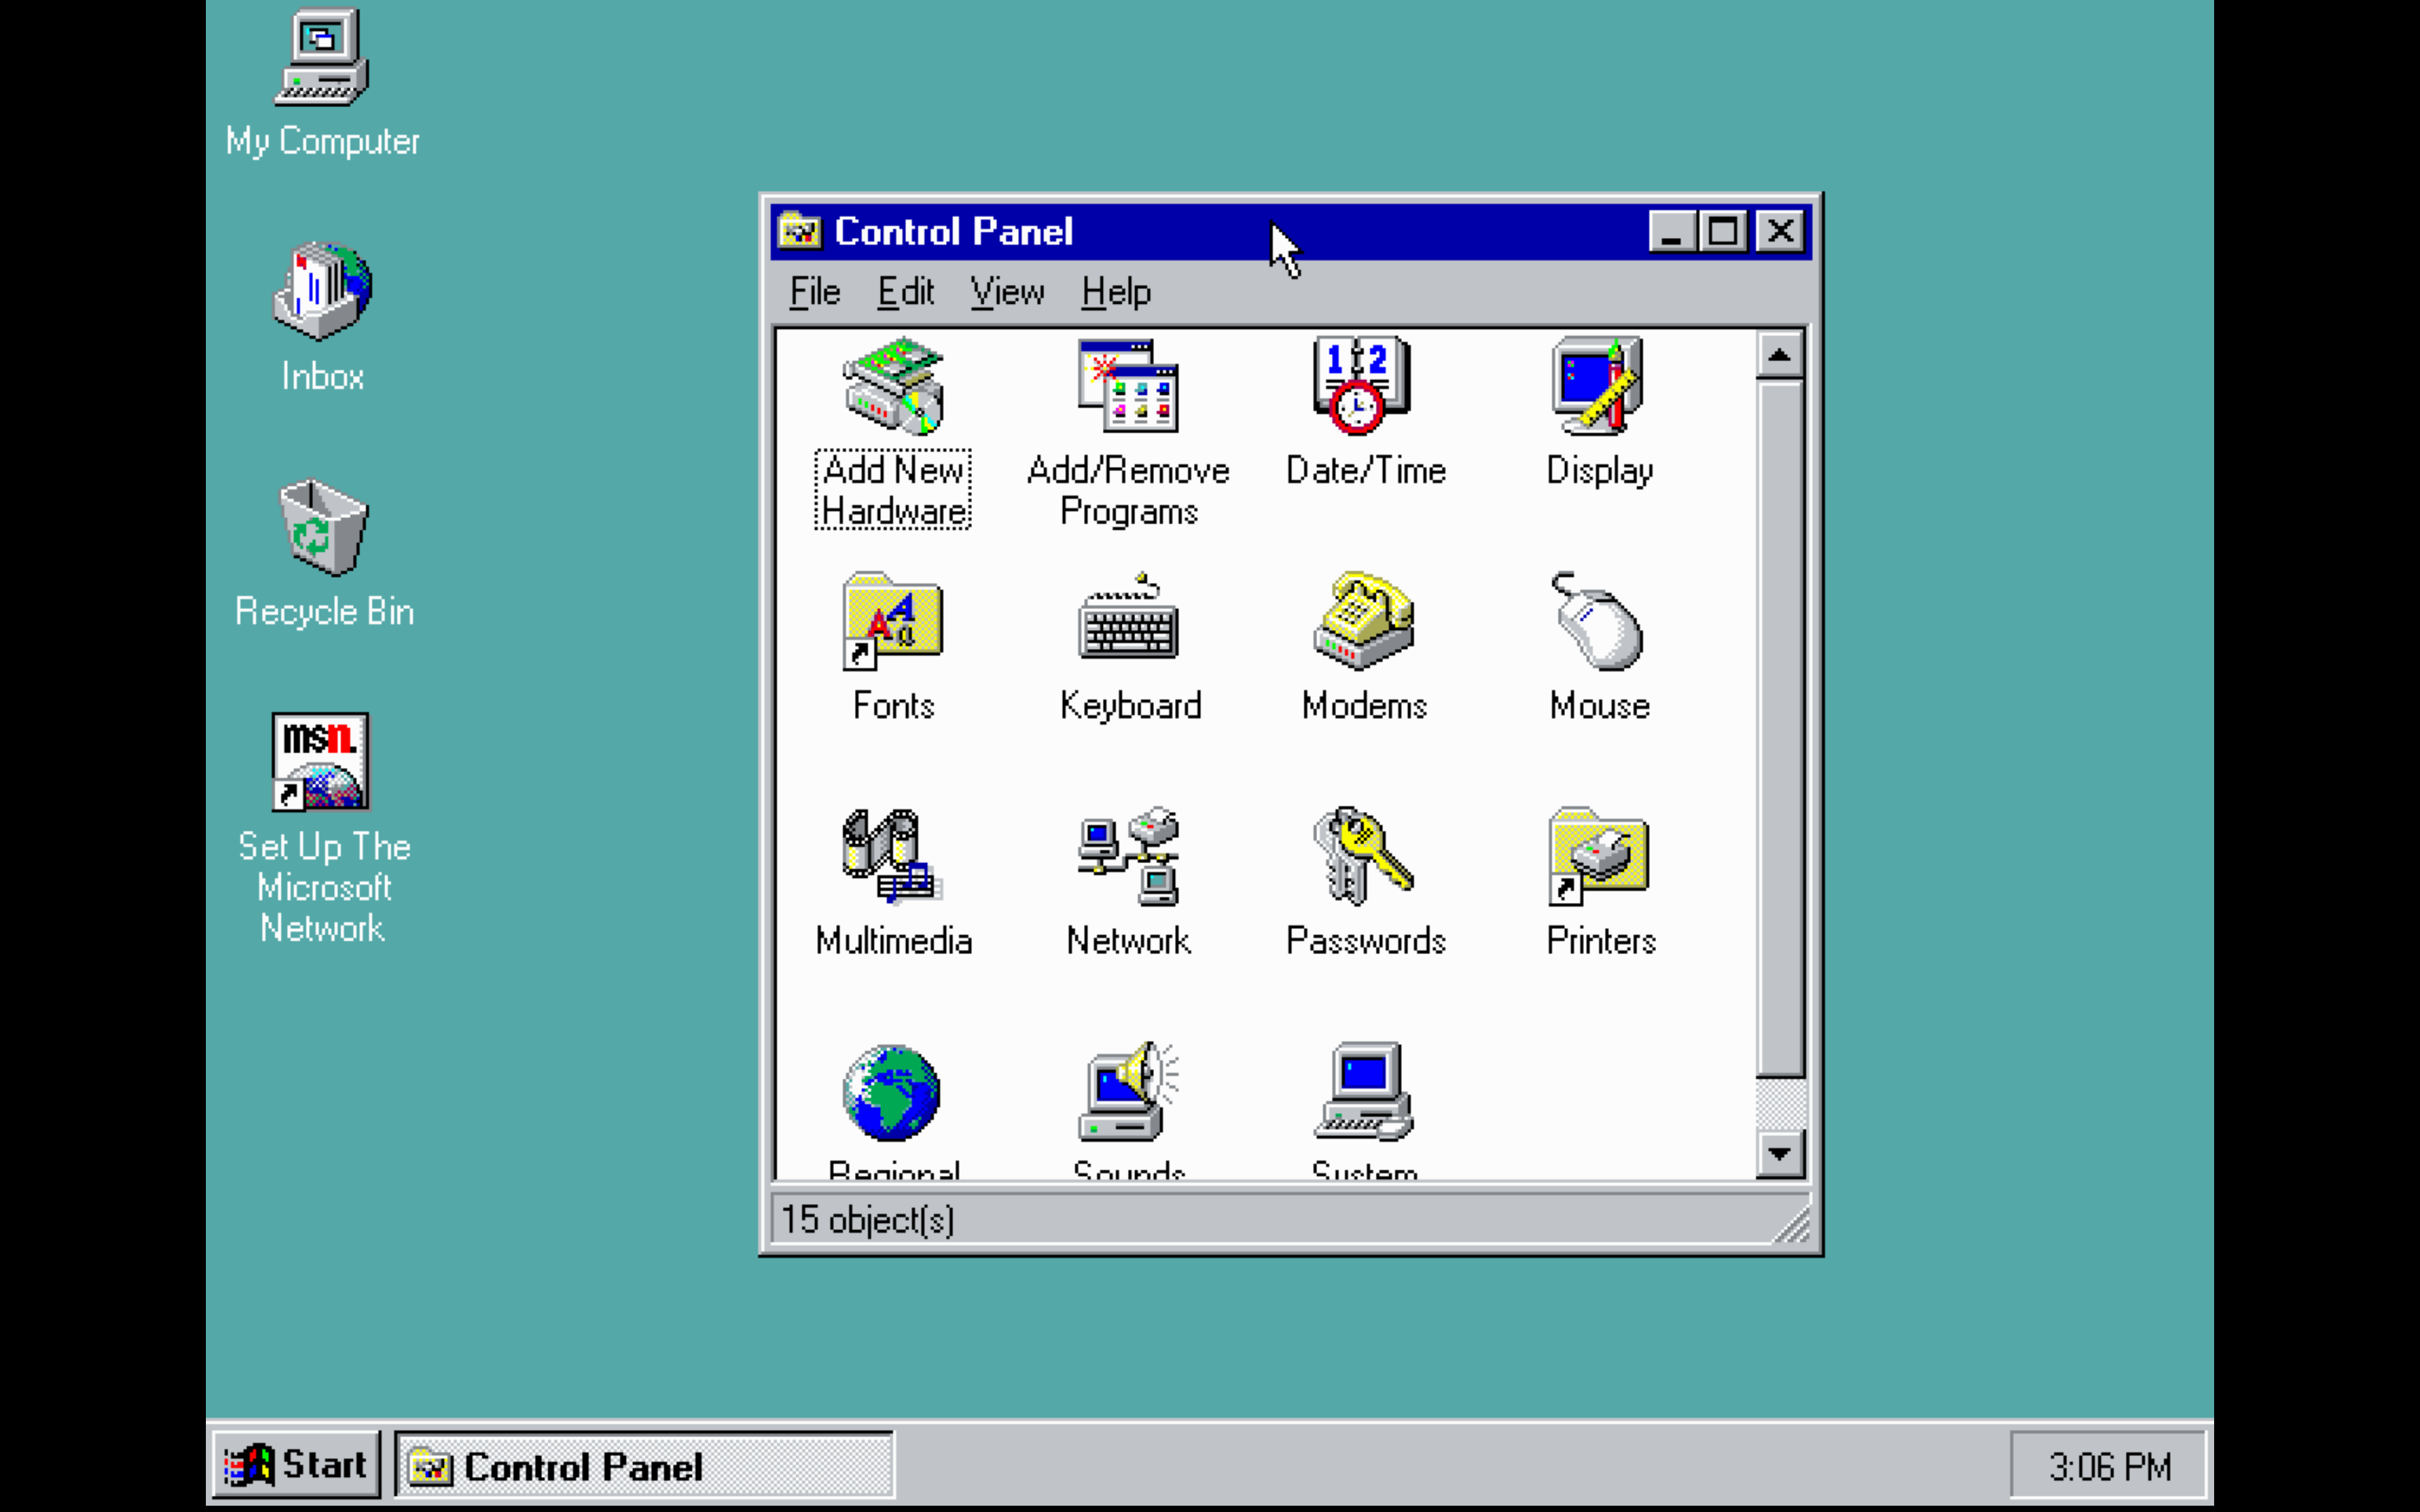 My Computer
Inbox
Recycle Bin
msn.
Set Up The
Microsoft
Network
Control Panel
File Edit View Help
1 2
Add New
Hardware
Add/Remove
Programs
Date/Time
Display
A A a
Fonts
Keyboard
Modems
Mouse
Multimedia
Network
Passwords
Printers
Regional
Sounds
System
15 object(s)
Start
Control Panel
3:06 PM